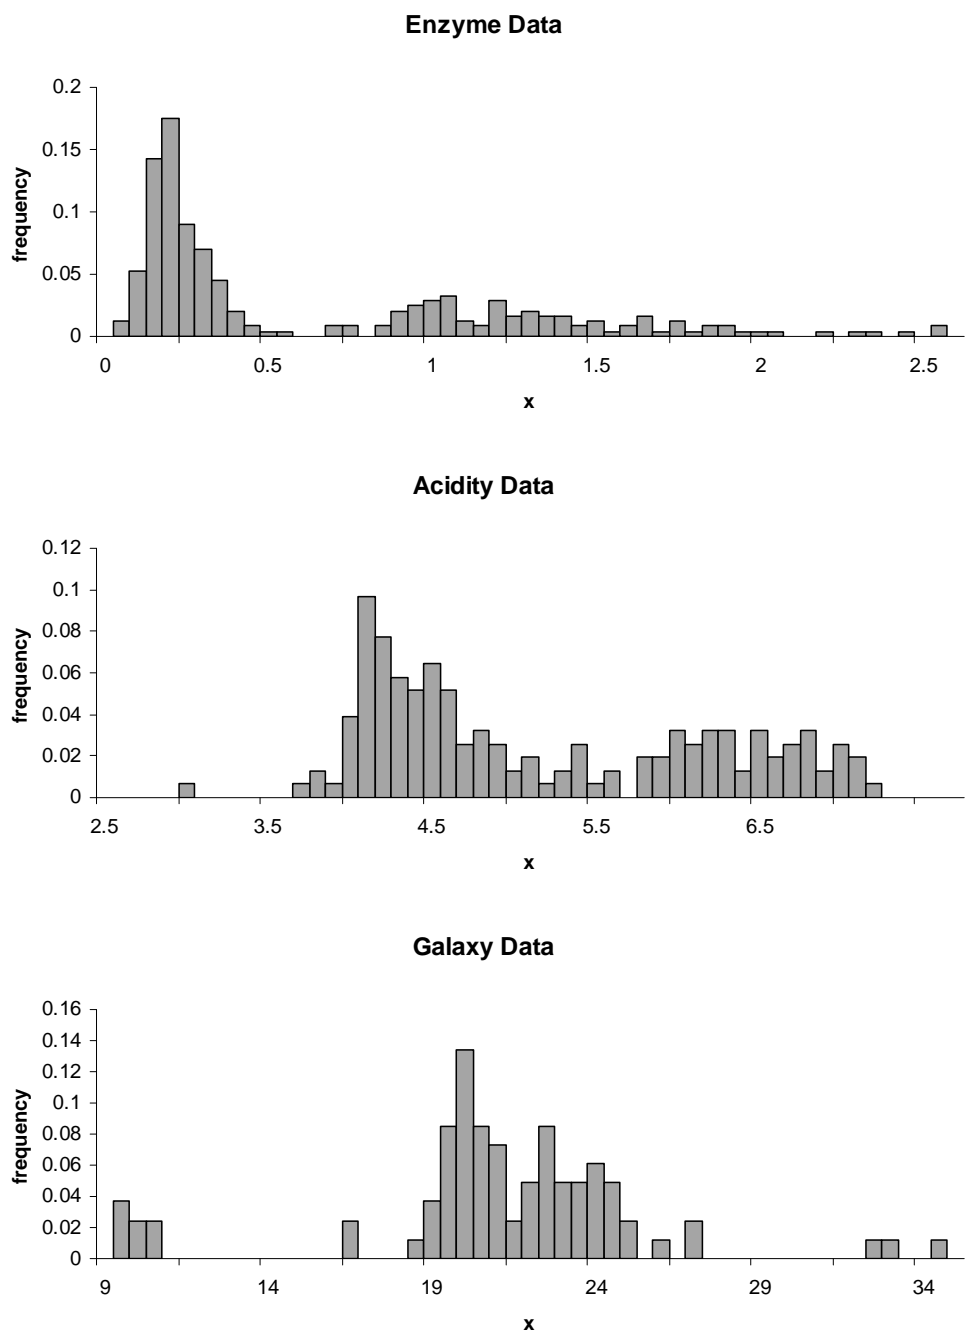 Enzyme Data
0.2
0.15
0.1
0.05
0
frequency
0 0.5 1 1.5 2 2.5
x
Acidity Data
0.12
0.1
0.08
0.06
0.04
0.02
0
frequency
2.5 3.5 4.5 5.5 6.5
x
Galaxy Data
0.16
0.14
0.12
0.1
0.08
0.06
0.04
0.02
0
frequency
9 14 19 24 29 34
x